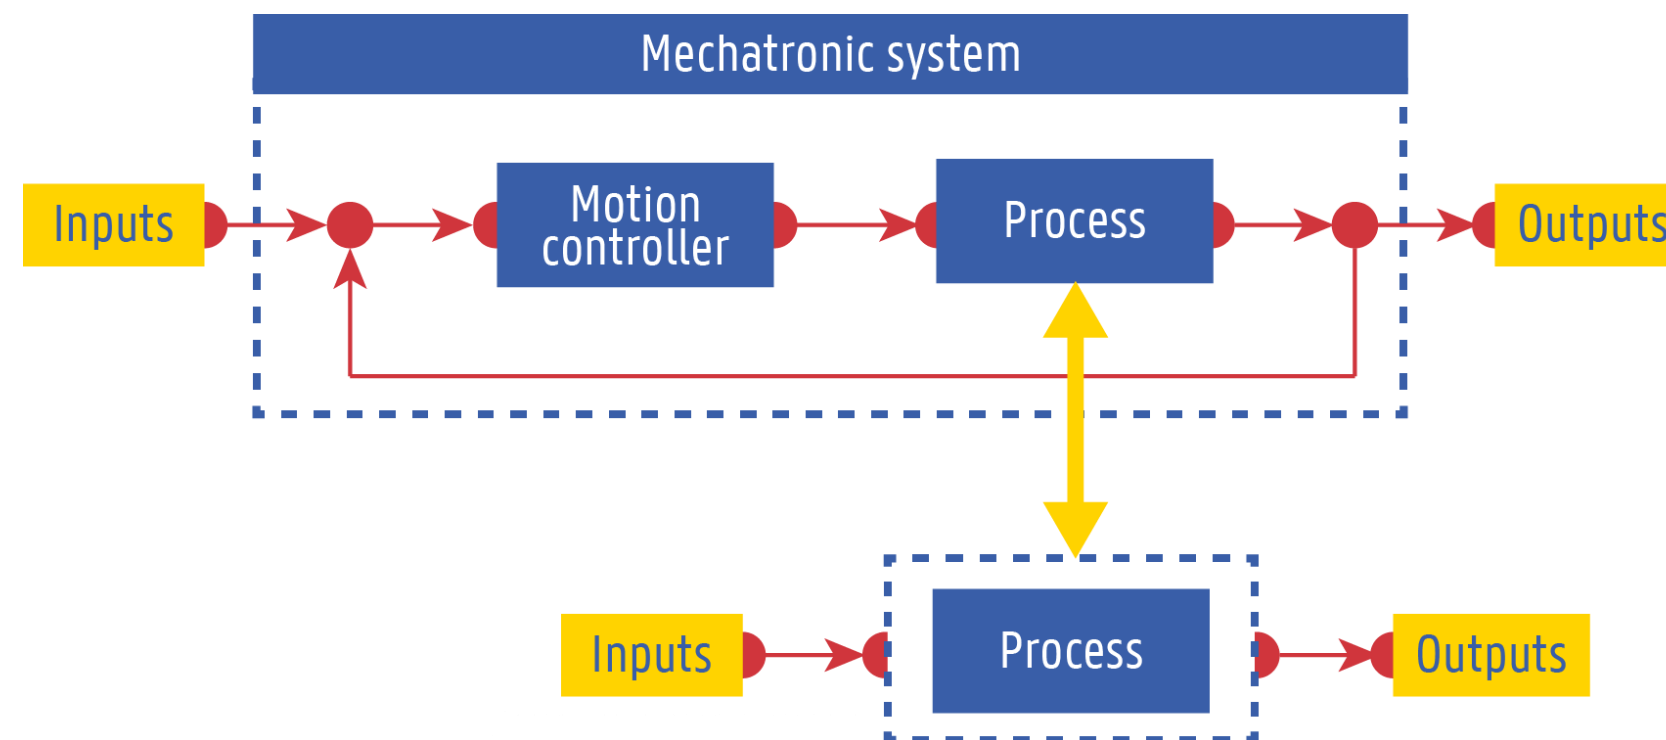 Mechatronic system
Inputs
Motion
controller
Process
Outputs
Inputs
Process
Outputs